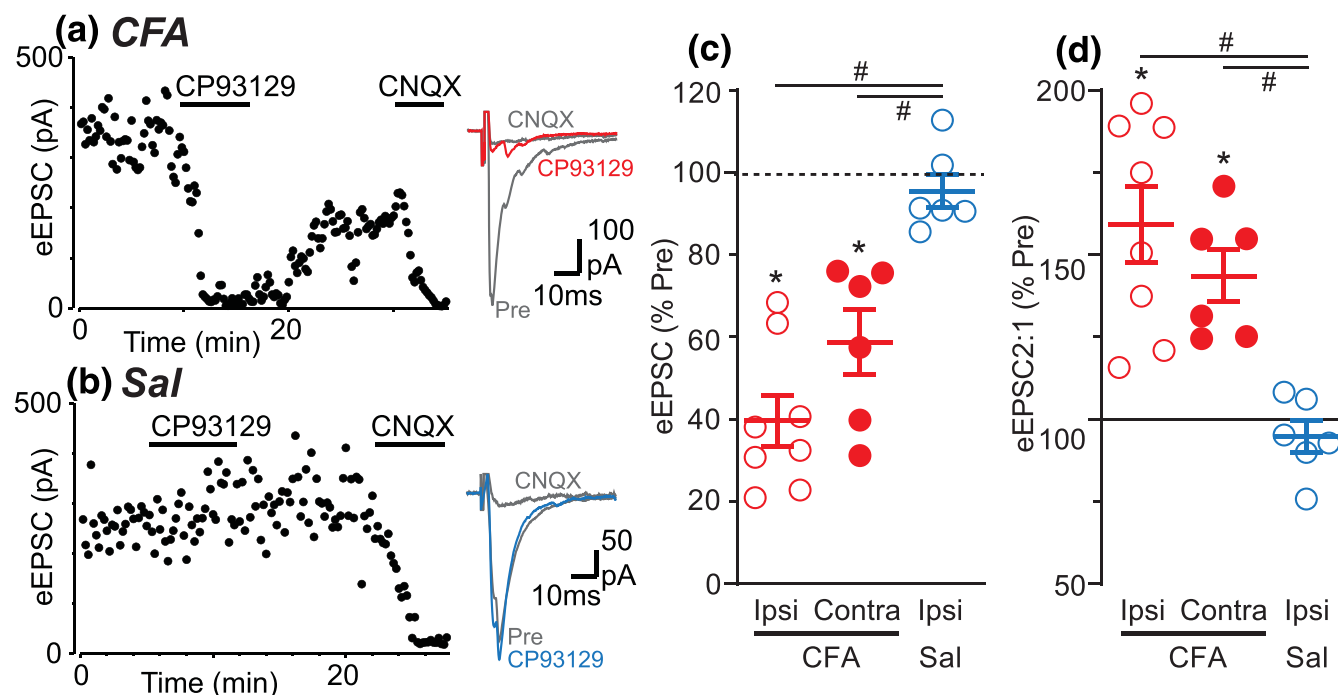 (a) CFA
500
CP93129
CNQX
eEPSC (pA)
0
0
20
Time (min)
CNQX
CP93129
100
pA
10ms
Pre
(b) Sal
500
CP93129
CNQX
eEPSC (pA)
0
0
20
Time (min)
CNQX
50
pA
10ms
Pre
CP93129
(c)
#
#
120
100
80
60
40
20
0
eEPSC (% Pre)
*
*
Ipsi Contra Ipsi
CFA Sal
(d)
#
#
200
150
100
50
eEPSC2:1 (% Pre)
*
*
Ipsi Contra Ipsi
CFA Sal